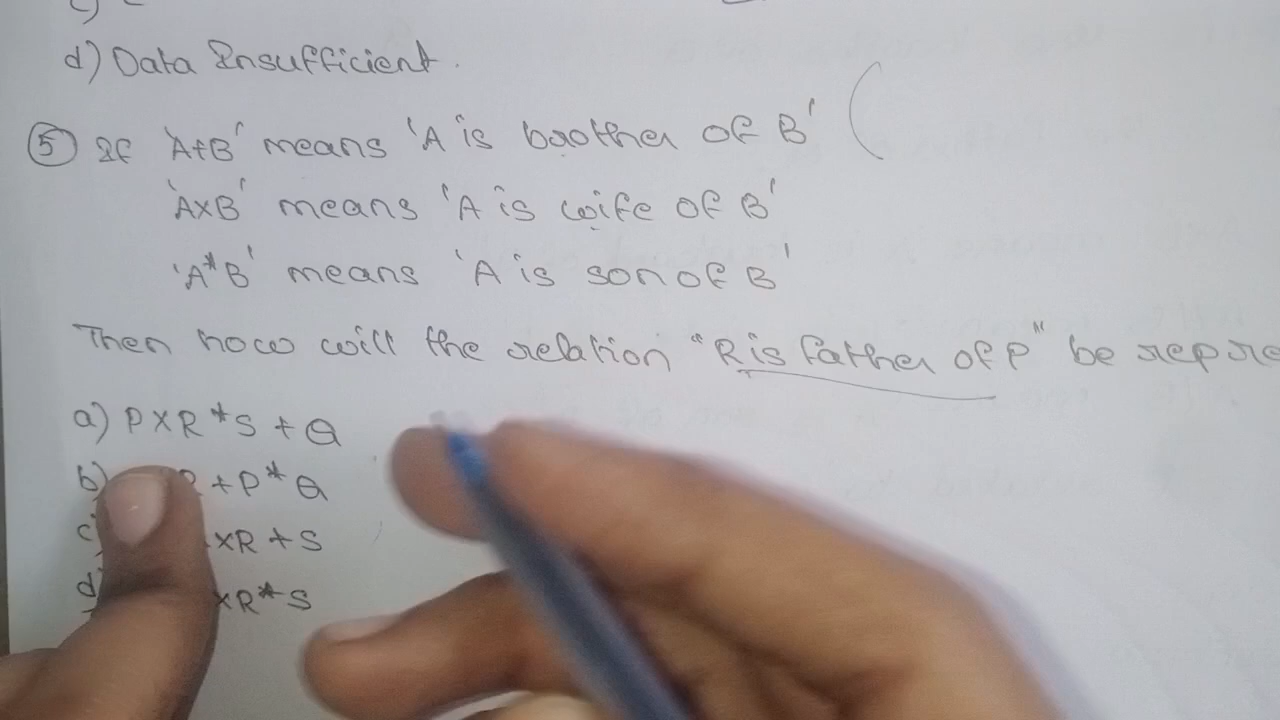 c)
d) Data Insufficient.
⑤ If 'A+B' means 'A is brother of B' (
'A×B' means 'A is wife of B'
'A*B' means 'A is son of B'
Then how will the relation "R is father of P" be repre
a) P×R*S+Q
b) +P*Q
c) ×R+S
d) ×R*S